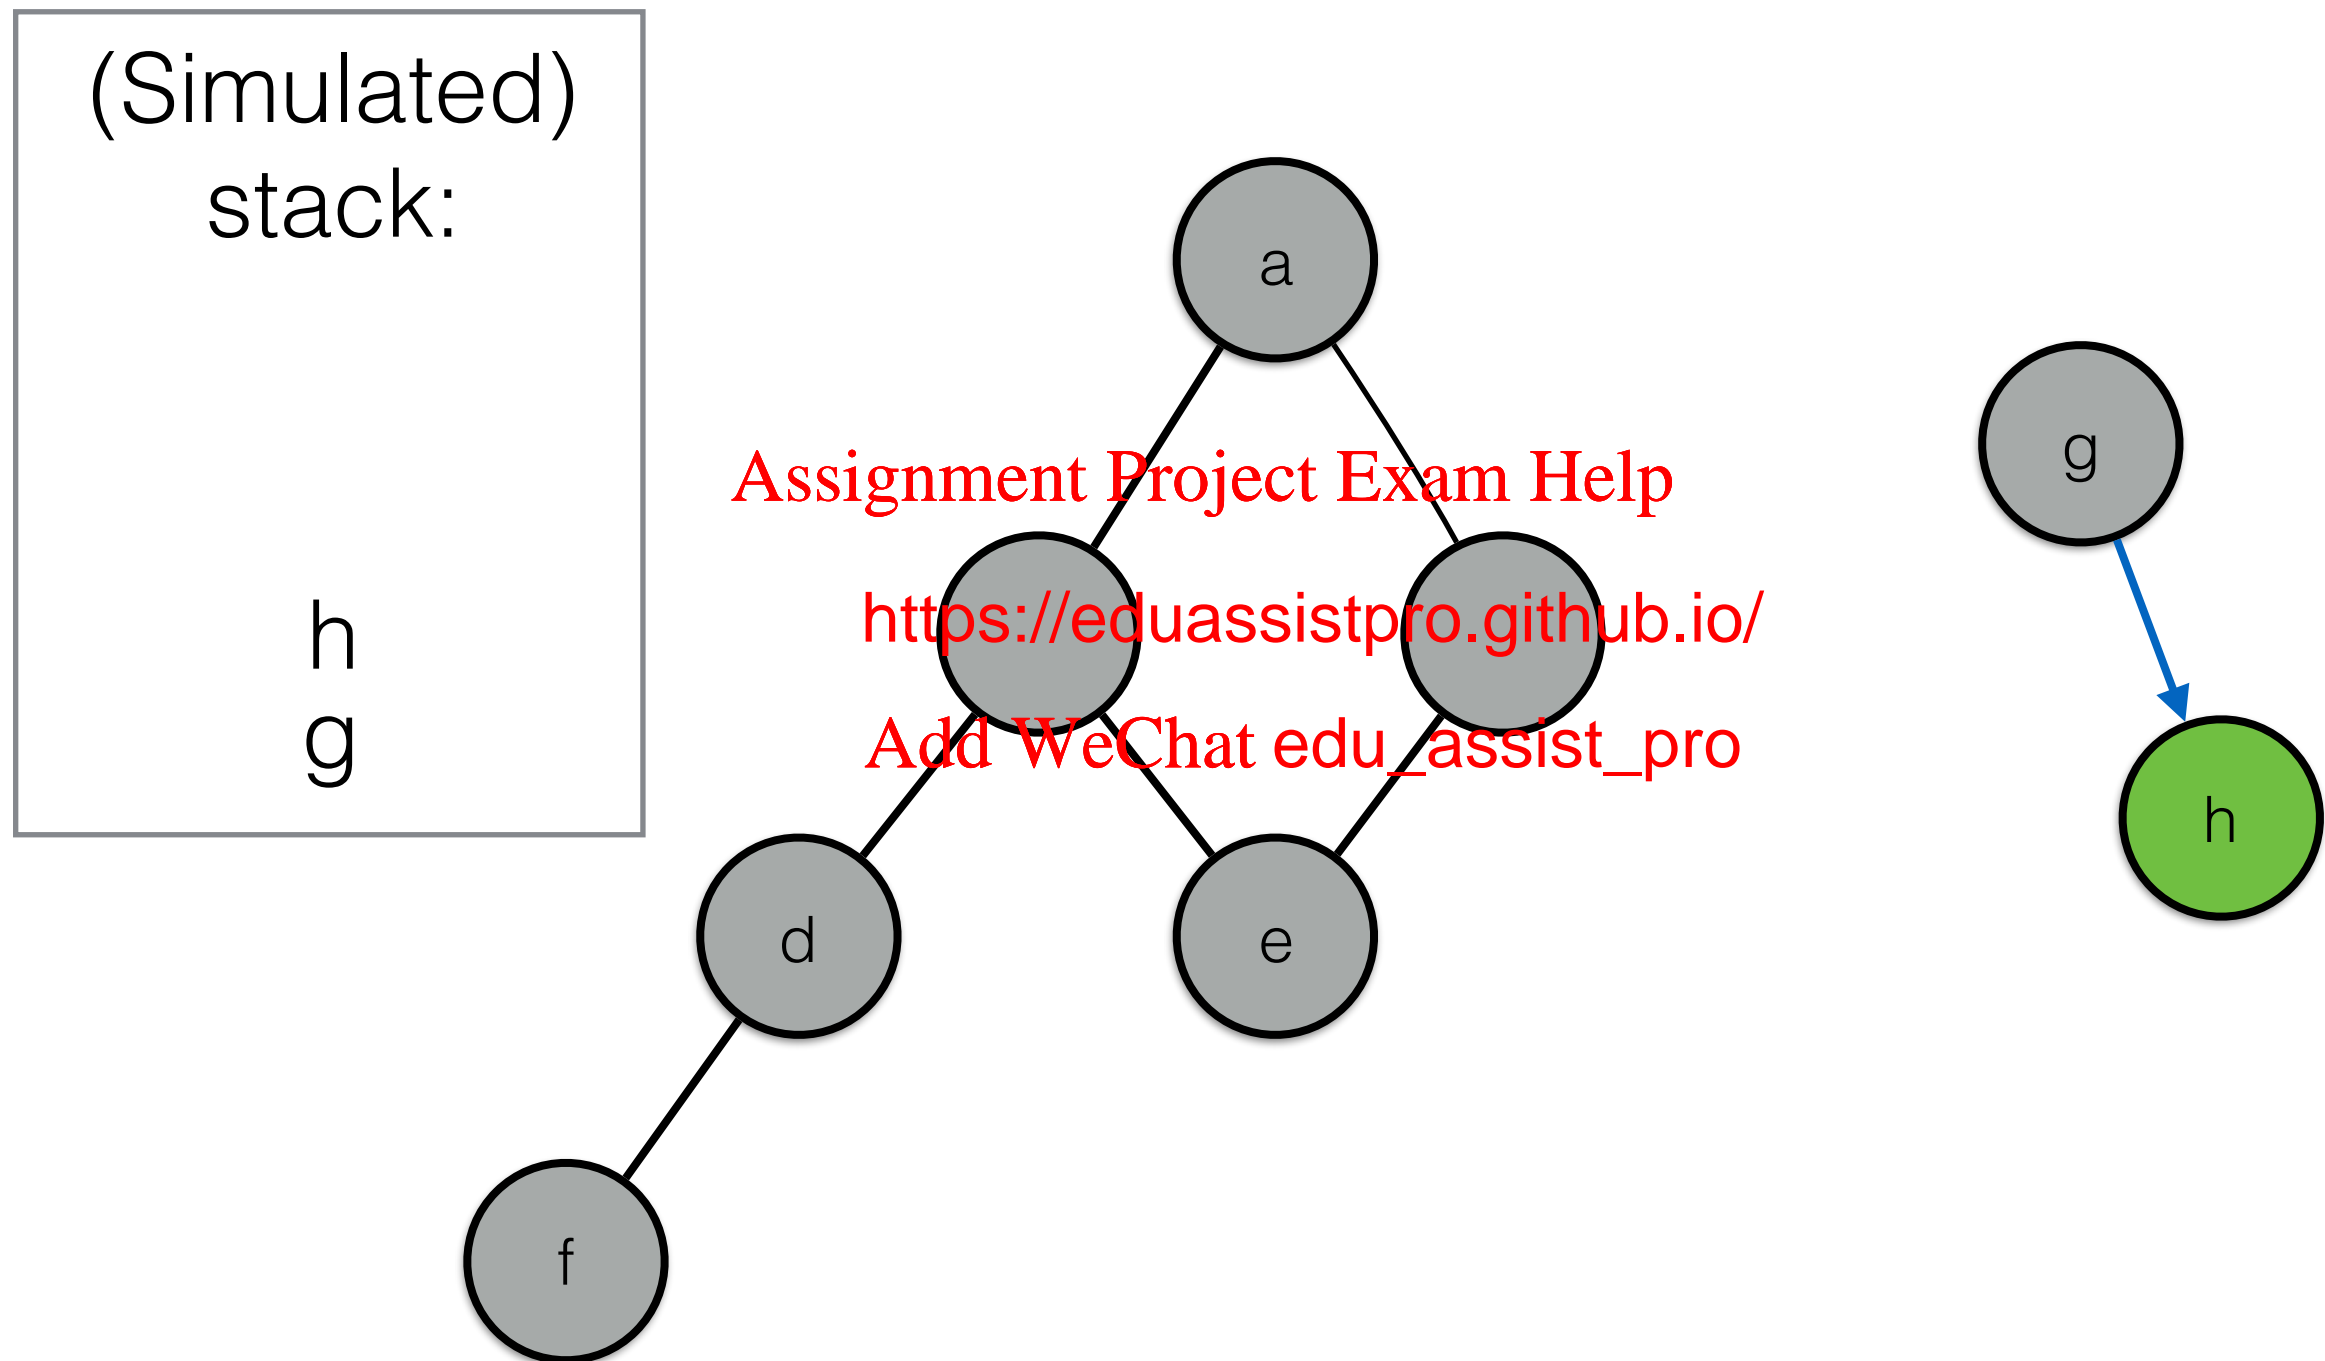 (Simulated)
stack:
h
g
a
g
Assignment Project Exam Help
https://eduassistpro.github.io/
Add WeChat edu_assist_pro
h
d
e
f